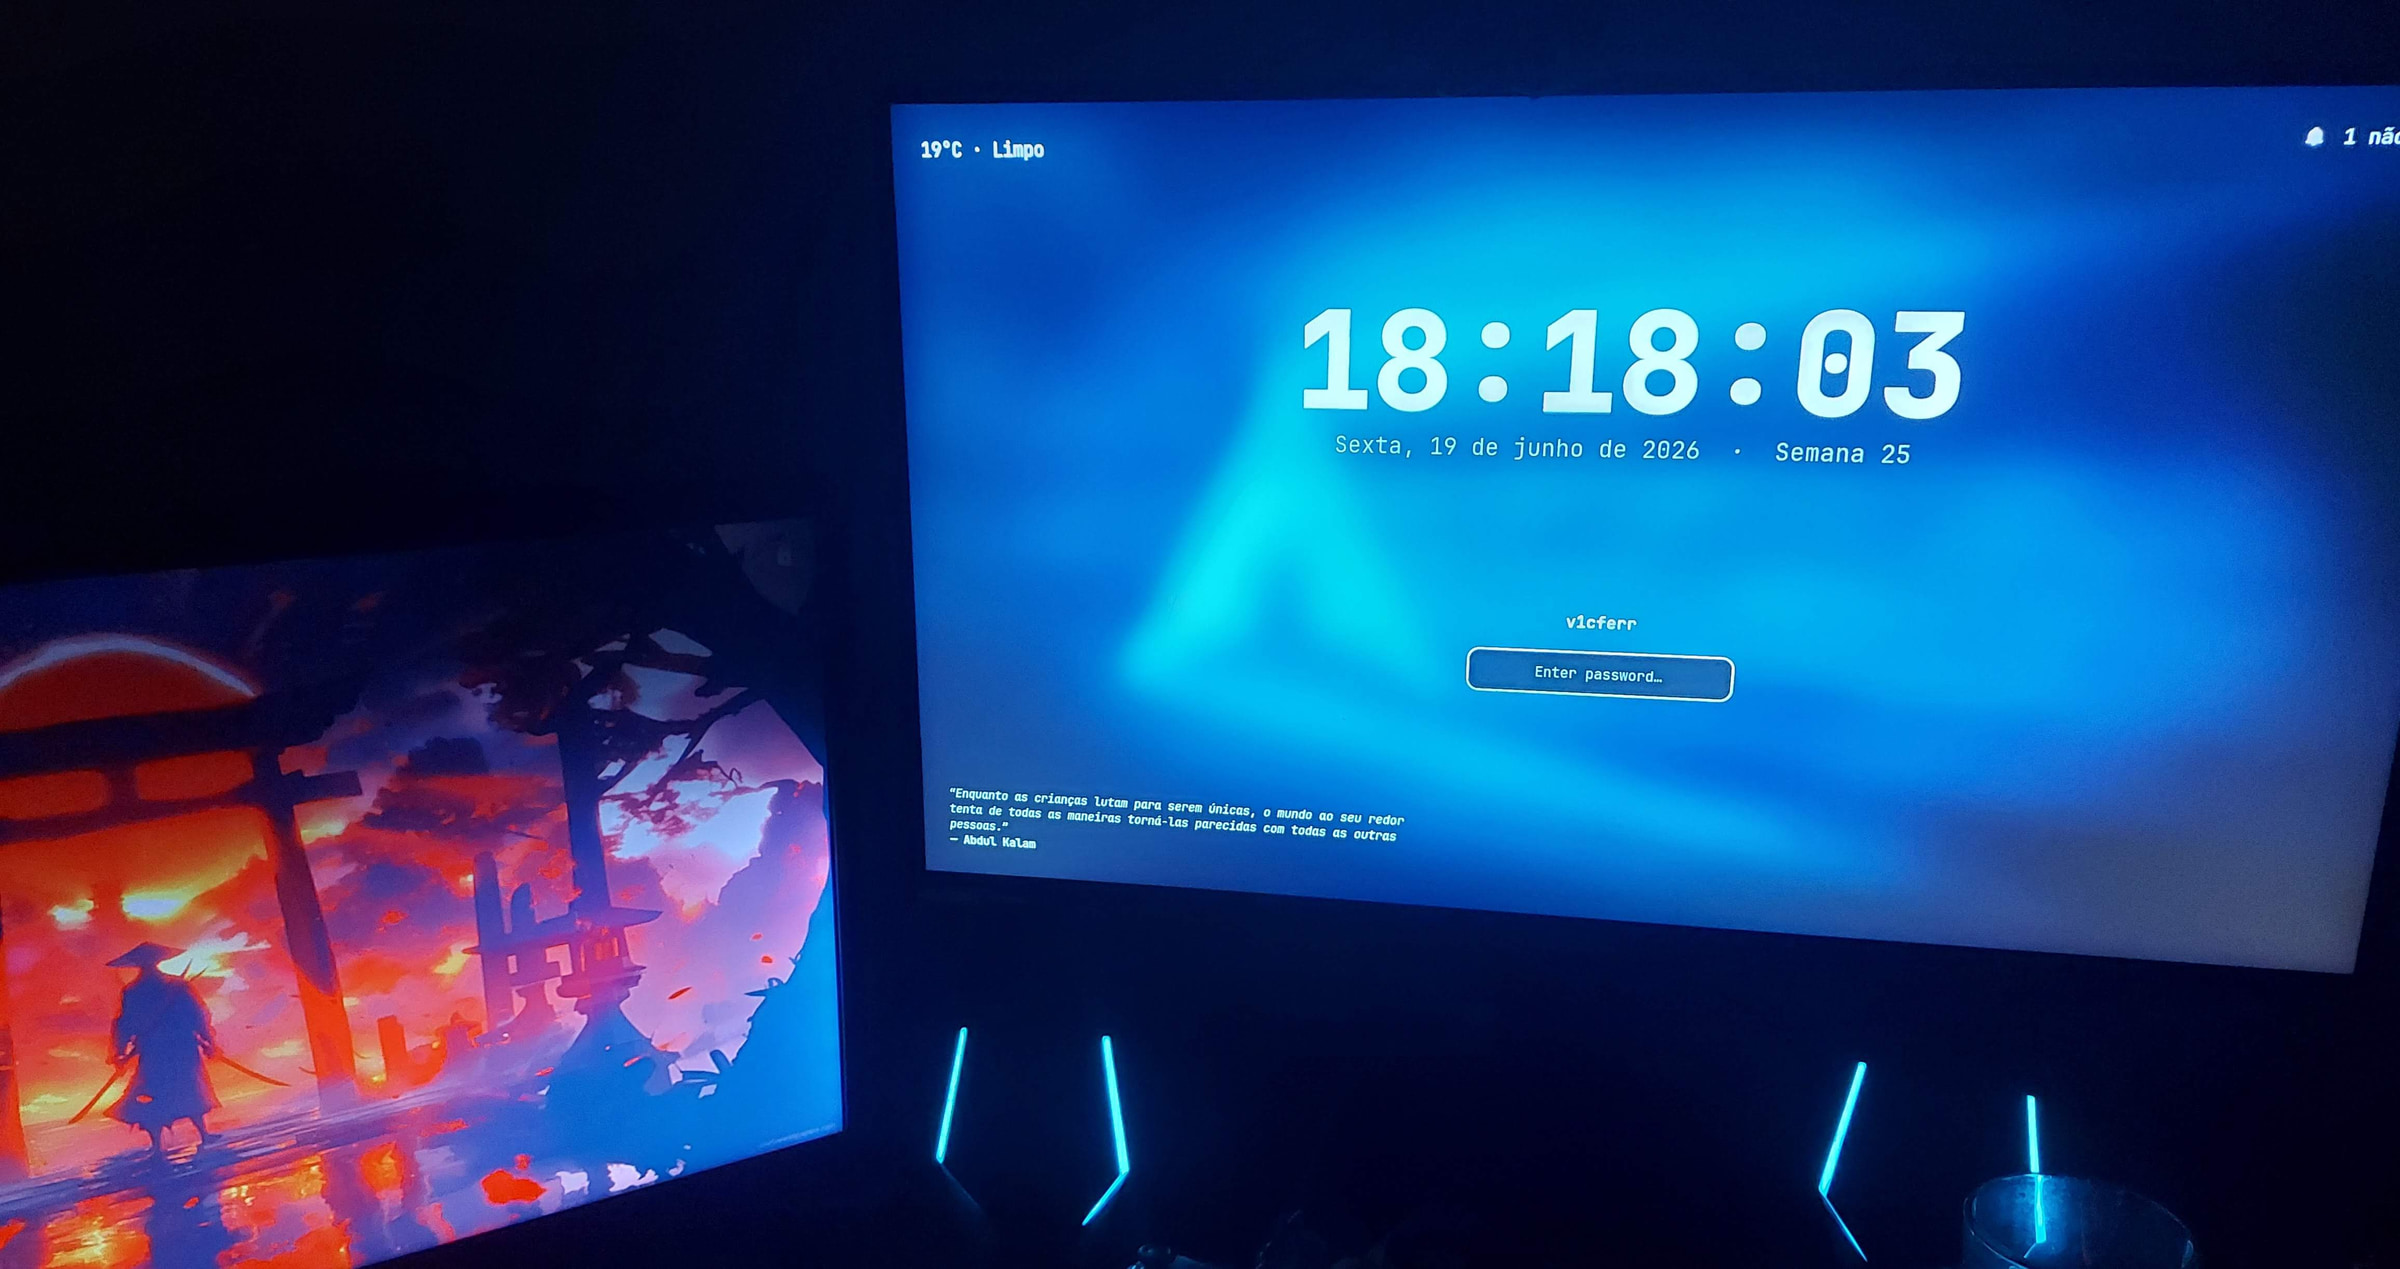 19°C · Limpo
1
18:18:03
Sexta, 19 de junho de 2026 · Semana 25
v1cferr
Enter password…
"Enquanto as crianças lutam para serem únicas, o mundo ao seu redor
tenta de todas as maneiras torná-las parecidas com todas as outras
pessoas."
— Abdul Kalam